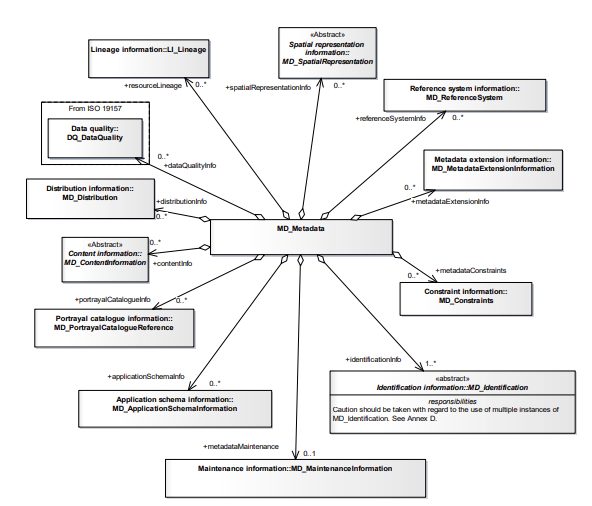 Lineage information::LI_Lineage
«Abstract»
Spatial representation
information::
MD_SpatialRepresentation
+resourceLineage
0..*
+spatialRepresentationInfo
0..*
Reference system information::
MD_ReferenceSystem
0..*
+referenceSystemInfo
From ISO 19157
Data quality::
DQ_DataQuality
0..*
+dataQualityInfo
Metadata extension information::
MD_MetadataExtensionInformation
0..*
+metadataExtensionInfo
Distribution information::
MD_Distribution
+distributionInfo
0..*
MD_Metadata
«Abstract»
Content information::
MD_ContentInformation
0..*
+contentInfo
+metadataConstraints
0..*
Constraint information::
MD_Constraints
+portrayalCatalogueInfo
0..*
Portrayal catalogue information::
MD_PortrayalCatalogueReference
+identificationInfo
1..*
+applicationSchemaInfo
0..*
«abstract»
Identification information::MD_Identification
responsibilities
Caution should be taken with regard to the use of multiple instances of
MD_Identification. See Annex D.
Application schema information::
MD_ApplicationSchemaInformation
+metadataMaintenance
0..1
Maintenance information::MD_MaintenanceInformation